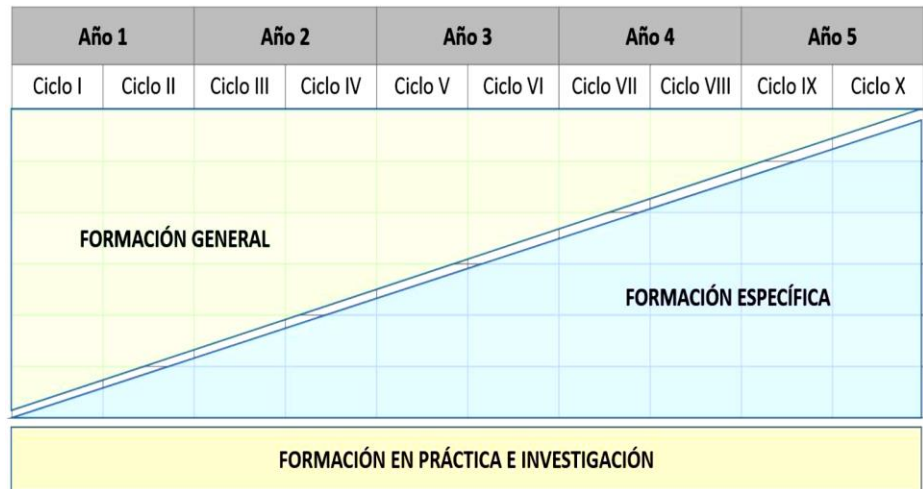 Año 1 Año 2 Año 3 Año 4 Año 5
Ciclo I Ciclo II Ciclo III Ciclo IV Ciclo V Ciclo VI Ciclo VII Ciclo VIII Ciclo IX Ciclo X
FORMACIÓN GENERAL
FORMACIÓN ESPECÍFICA
FORMACIÓN EN PRÁCTICA E INVESTIGACIÓN